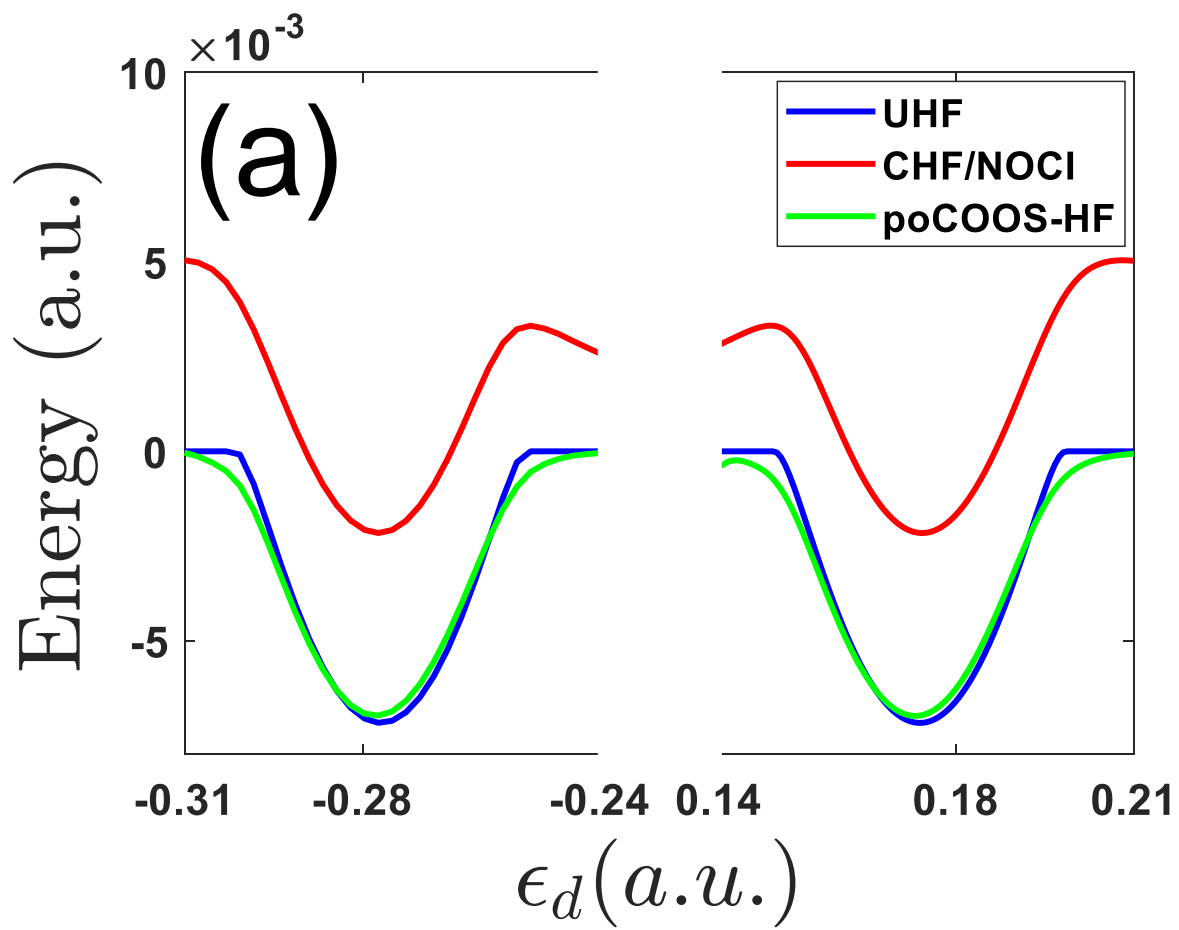 ×10⁻³
10
5
0
-5
(a)
UHF
CHF/NOCI
poCOOS-HF
Energy (a.u.)
-0.31 -0.28 -0.24 0.14 0.18 0.21
ϵ_d(a.u.)